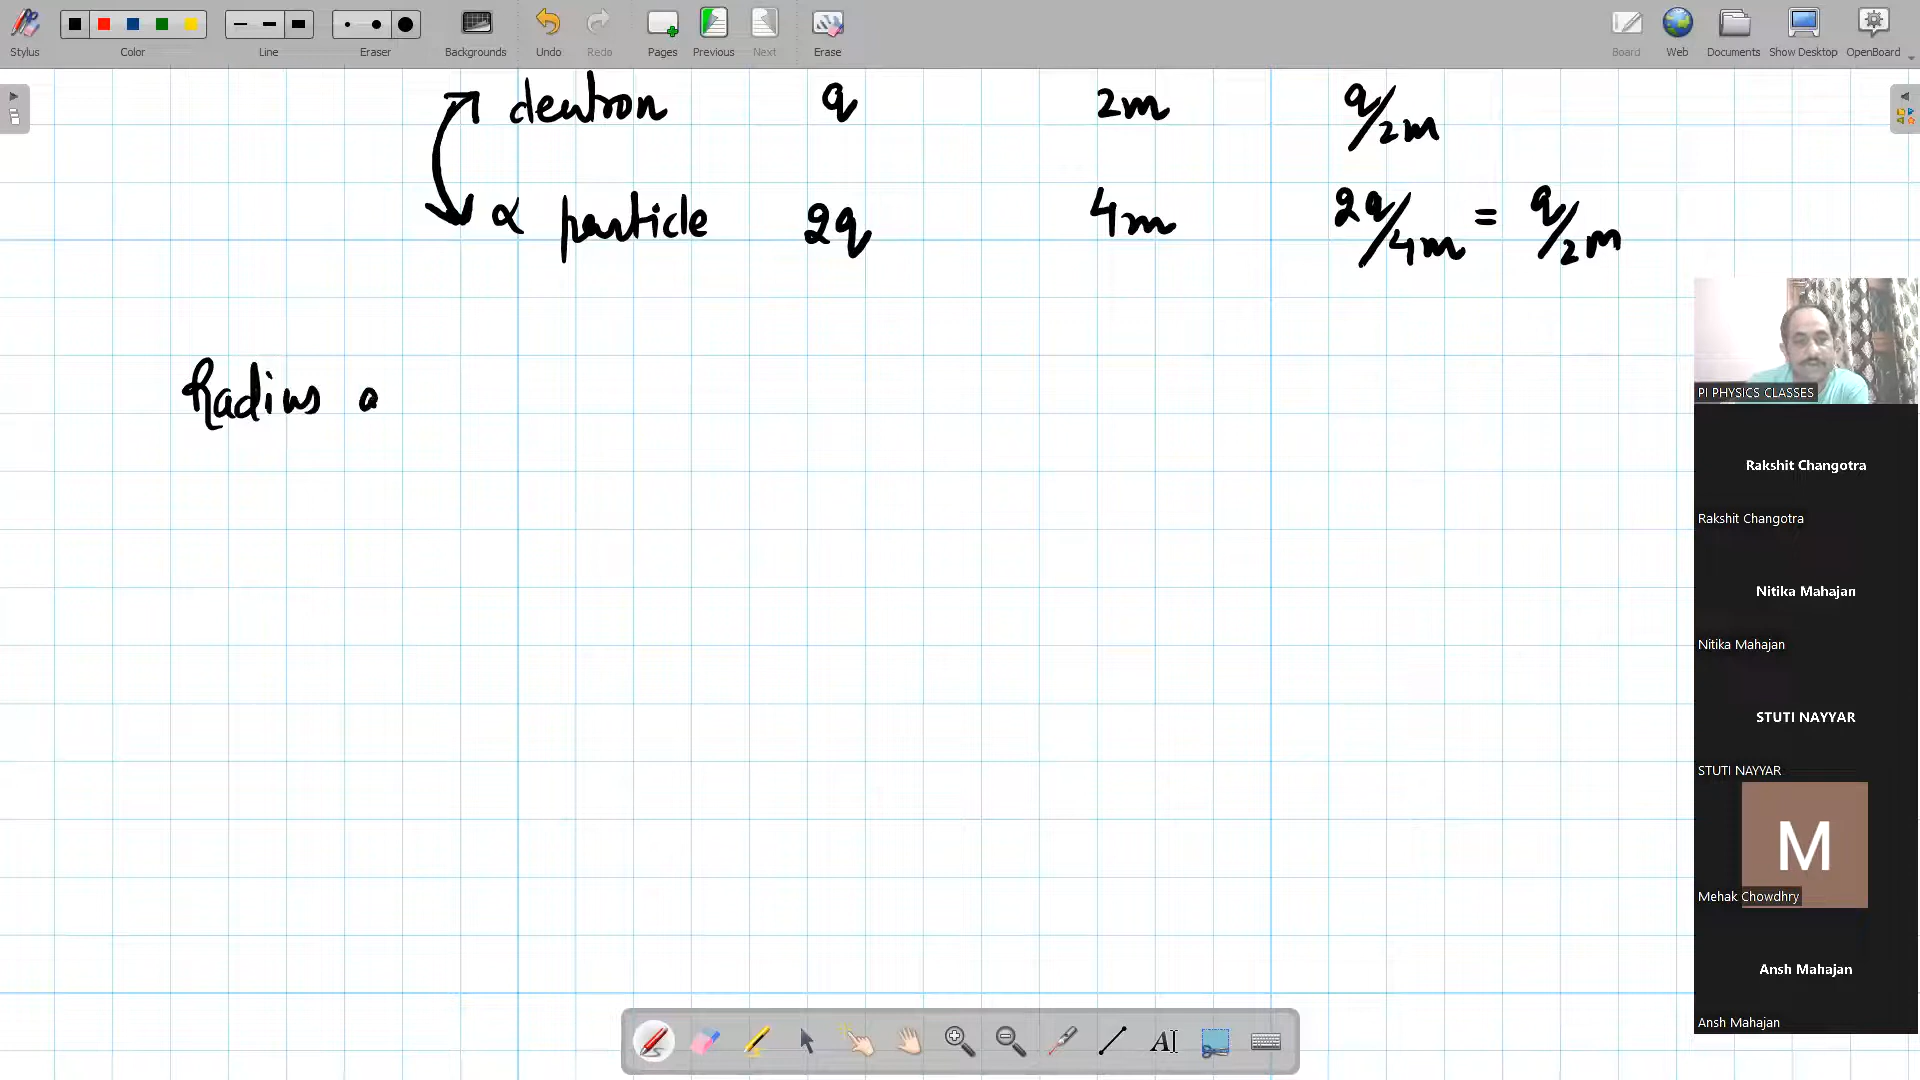 Stylus Color Line Eraser Backgrounds Undo Redo Pages Previous Next Erase Board Web Documents Show Desktop OpenBoard
deutron q 2m q/2m
α particle 2q 4m 2q/4m = q/2m
Radius o
PI PHYSICS CLASSES
Rakshit Changotra
Rakshit Changotra
Nitika Mahajan
Nitika Mahajan
STUTI NAYYAR
STUTI NAYYAR
M
Mehak Chowdhry
Ansh Mahajan
Ansh Mahajan
AI